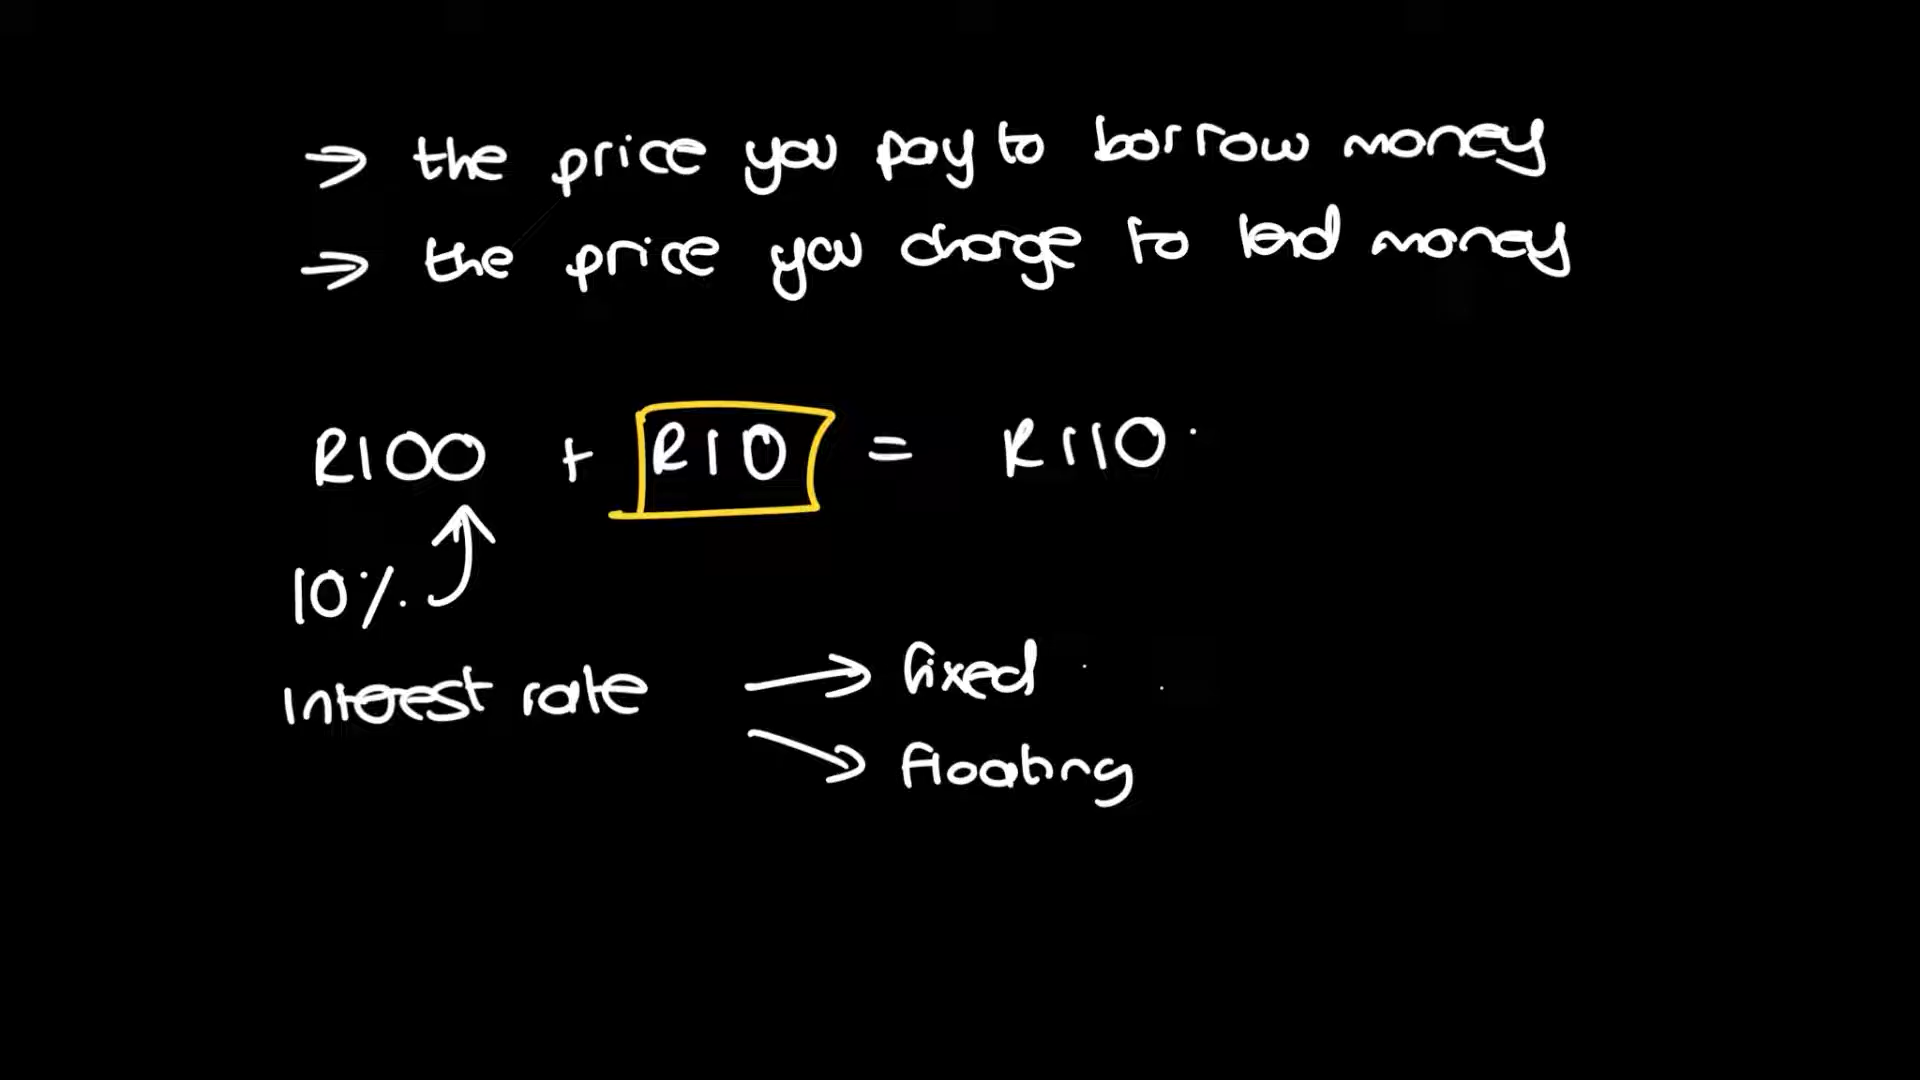 → the price you pay to borrow money
→ the price you charge to lend money
R100 + R10 = R110
10%
Interest rate → fixed
→ floating